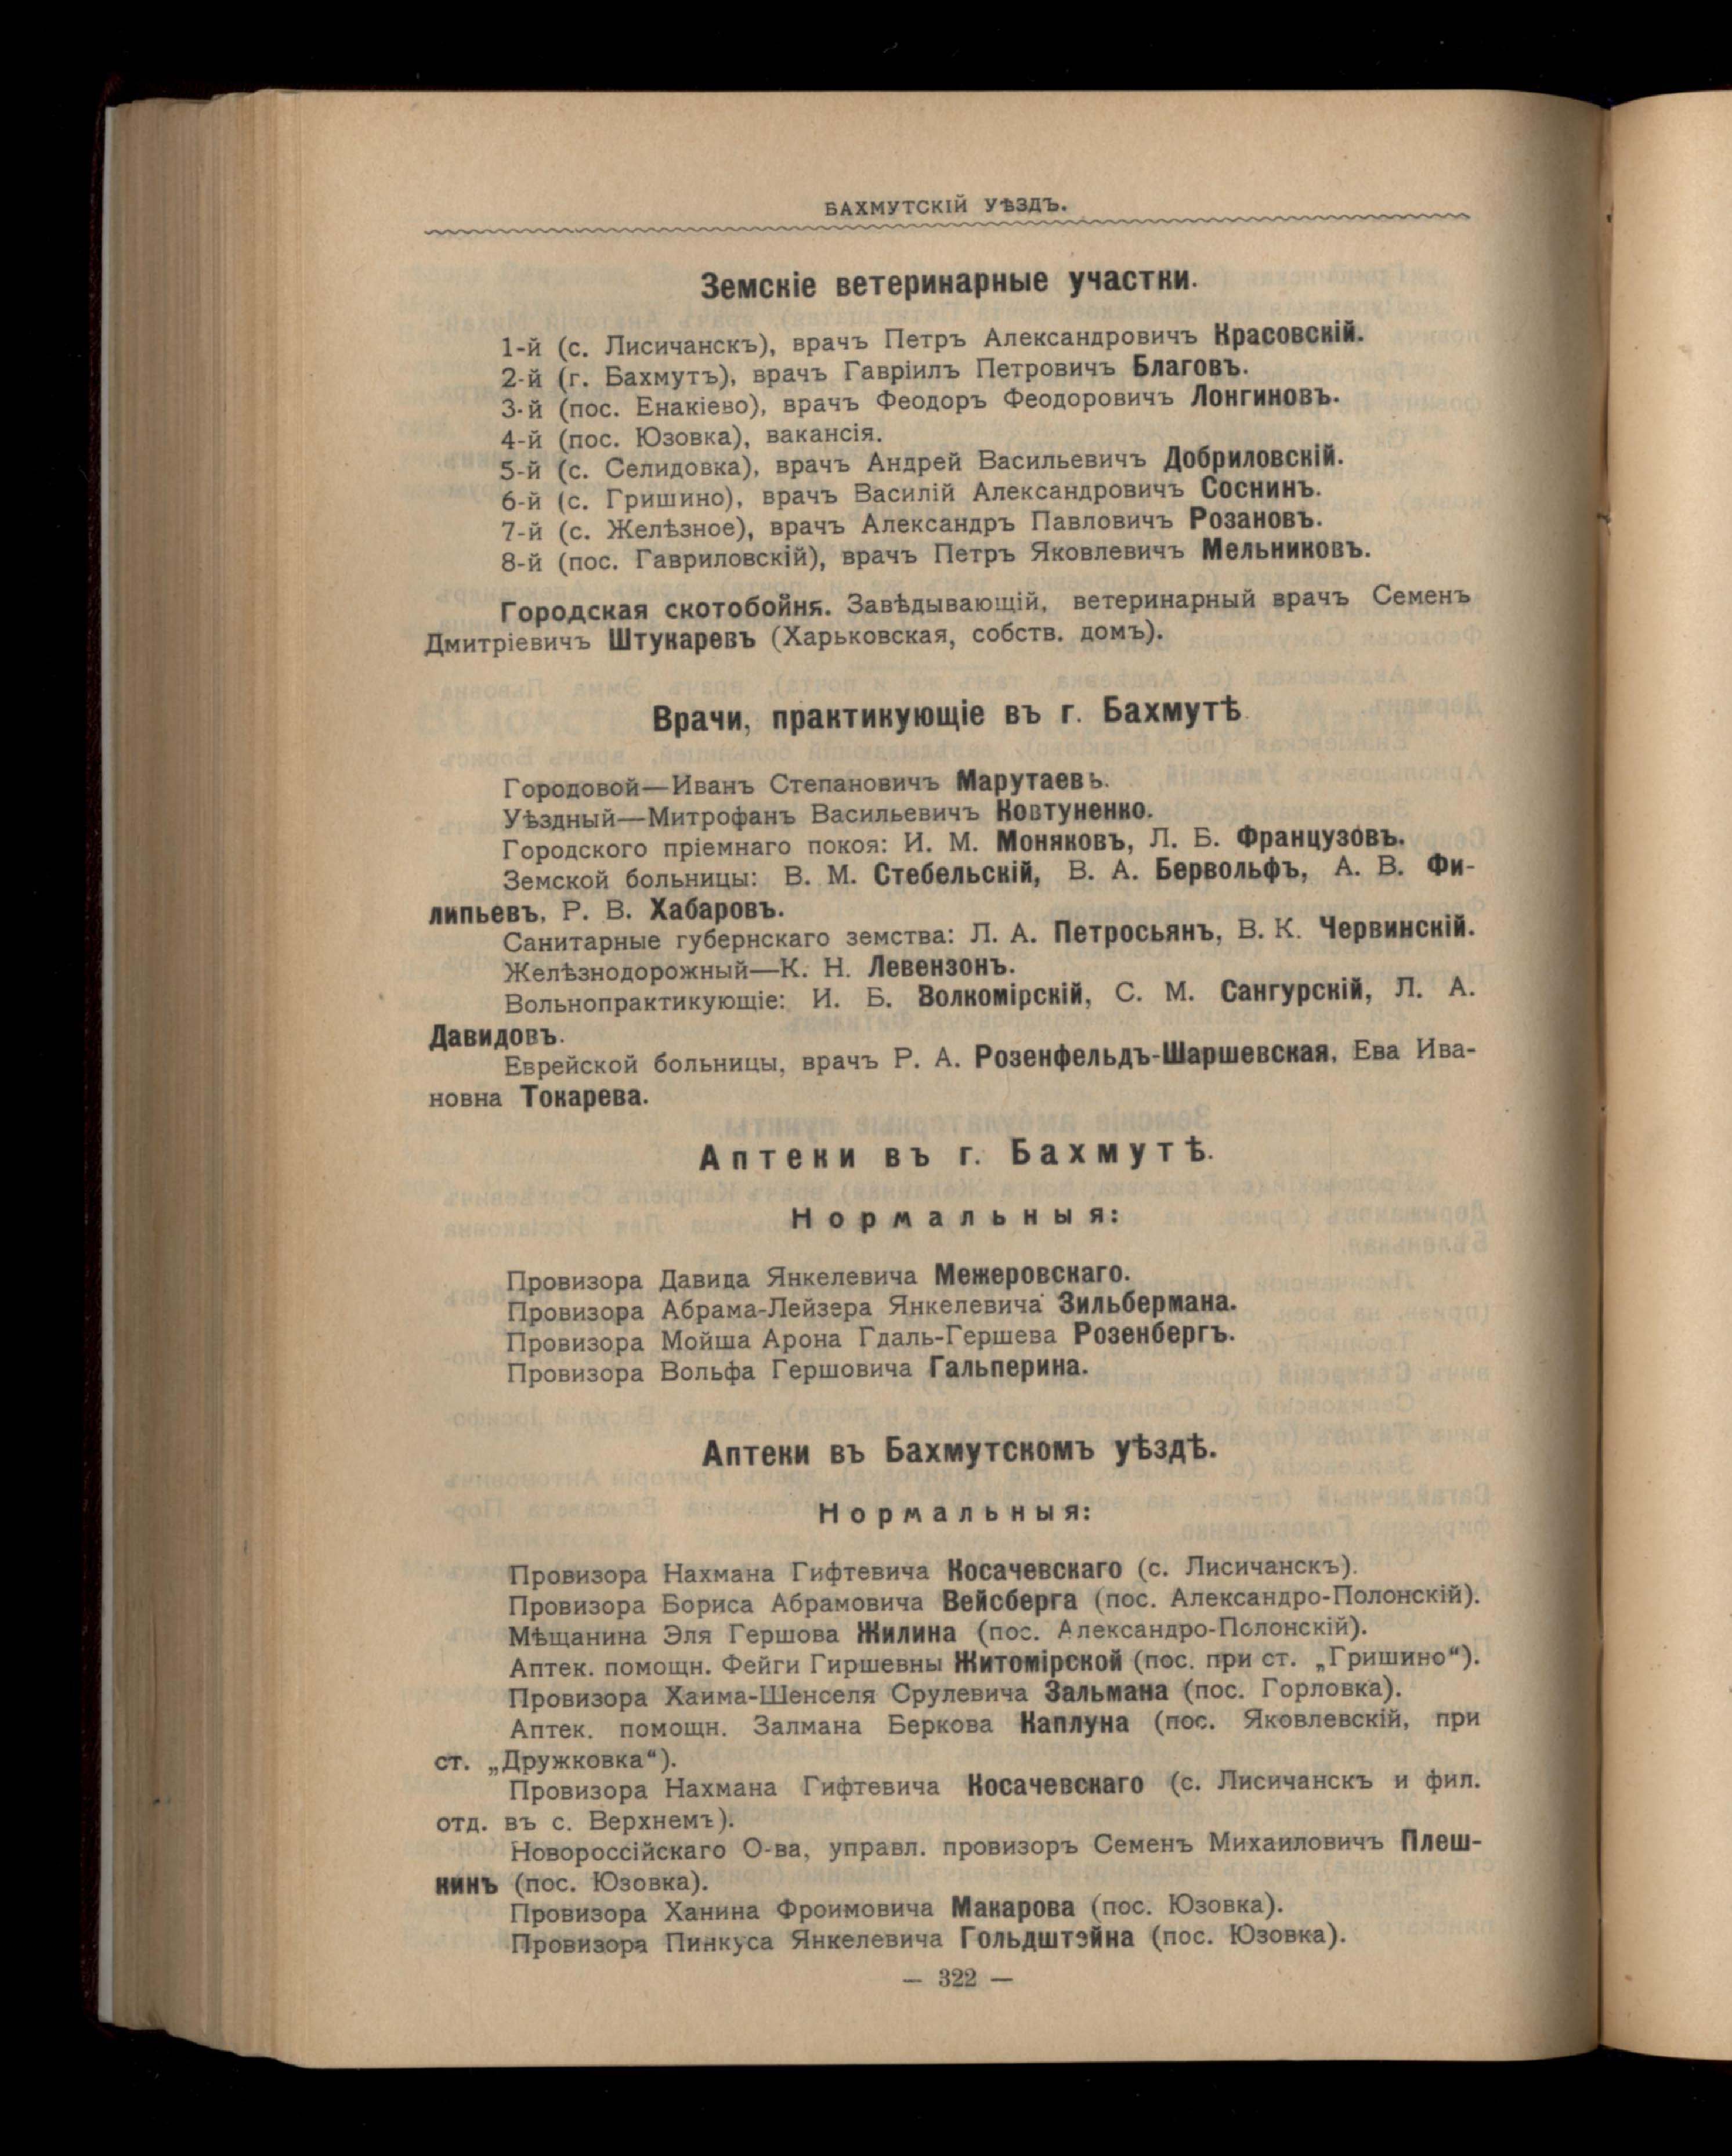 БАХМУТСКІЙ УѢЗДЪ.
Земскіе ветеринарные участки.
1-й (с. Лисичанскъ), врачъ Петръ Александровичъ Красовскій.
2-й (г. Бахмутъ), врачъ Гавріилъ Петровичъ Благовъ.
3-й (пос. Енакіево), врачъ Феодоръ Феодоровичъ Лонгиновъ.
4-й (пос. Юзовка), вакансія.
5-й (с. Селидовка), врачъ Андрей Васильевичъ Добриловскій.
6-й (с. Гришино), врачъ Василій Александровичъ Соснинъ.
7-й (с. Желѣзное), врачъ Александръ Павловичъ Розановъ.
8-й (пос. Гавриловскій), врачъ Петръ Яковлевичъ Мельниковъ.
Городская скотобойня. Завѣдывающій, ветеринарный врачъ Семенъ
Дмитріевичъ Штукаревъ (Харьковская, собств. домъ).
Врачи, практикующіе въ г. Бахмутѣ
Городовой—Иванъ Степановичъ Марутаевъ.
Уѣздный—Митрофанъ Васильевичъ Ковтуненко.
Городского пріемнаго покоя: И. М. Моняковъ, Л. Б. Французовъ.
Земской больницы: В. М. Стебельскій, В. А. Бервольфъ, А. В. Фи-
липьевъ, Р. В. Хабаровъ.
Санитарные губернскаго земства: Л. А. Петросьянъ, В. К. Червинскій.
Желѣзнодорожный—К. Н. Левензонъ.
Вольнопрактикующіе: И. Б. Волкомірскій, С. М. Сангурскій, Л. А.
Давидовъ.
Еврейской больницы, врачъ Р. А. Розенфельдъ-Шаршевская, Ева Ива-
новна Токарева.
Аптеки въ г. Бахмутѣ.
Нормальныя:
Провизора Давида Янкелевича Межеровскаго.
Провизора Абрама-Лейзера Янкелевича Зильбермана.
Провизора Мойша Арона Гдаль-Гершева Розенбергъ.
Провизора Вольфа Гершовича Гальперина.
Аптеки въ Бахмутскомъ уѣздѣ.
Нормальныя:
Провизора Нахмана Гифтевича Косачевскаго (с. Лисичанскъ).
Провизора Бориса Абрамовича Вейсберга (пос. Александро-Полонскій).
Мѣщанина Эля Гершова Жилина (пос. Александро-Полонскій).
Аптек. помощн. Фейги Гиршевны Житомірской (пос. при ст. „Гришино“).
Провизора Хаима-Шенселя Срулевича Зальмана (пос. Горловка).
Аптек. помощн. Залмана Беркова Каплуна (пос. Яковлевскій, при
ст. „Дружковка“).
Провизора Нахмана Гифтевича Косачевскаго (с. Лисичанскъ и фил.
отд. въ с. Верхнемъ).
Новороссійскаго О-ва, управл. провизоръ Семенъ Михаиловичъ Плеш-
кинъ (пос. Юзовка).
Провизора Ханина Фроимовича Макарова (пос. Юзовка).
Провизора Пинкуса Янкелевича Гольдштэйна (пос. Юзовка).
— 322 —